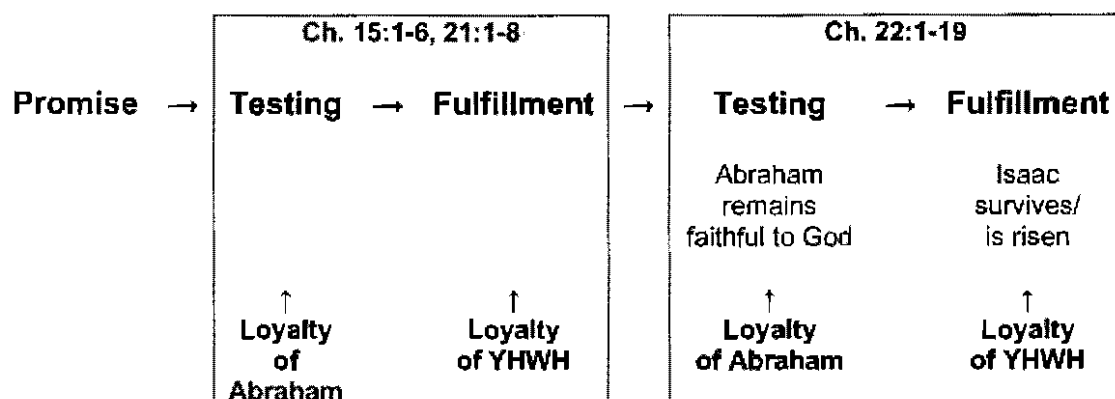 Ch. 15:1-6, 21:1-8 Ch. 22:1-19
Promise → Testing → Fulfillment → Testing → Fulfillment
Abraham
remains
faithful to God
Isaac
survives/
is risen
↑ ↑ ↑ ↑
Loyalty
of
Abraham
Loyalty
of YHWH
Loyalty
of Abraham
Loyalty
of YHWH